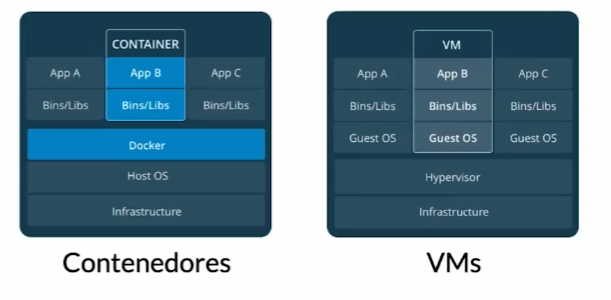 CONTAINER
App A App B App C
Bins/Libs Bins/Libs Bins/Libs
Docker
Host OS
Infrastructure
Contenedores
VM
App A App B App C
Bins/Libs Bins/Libs Bins/Libs
Guest OS Guest OS Guest OS
Hypervisor
Infrastructure
VMs